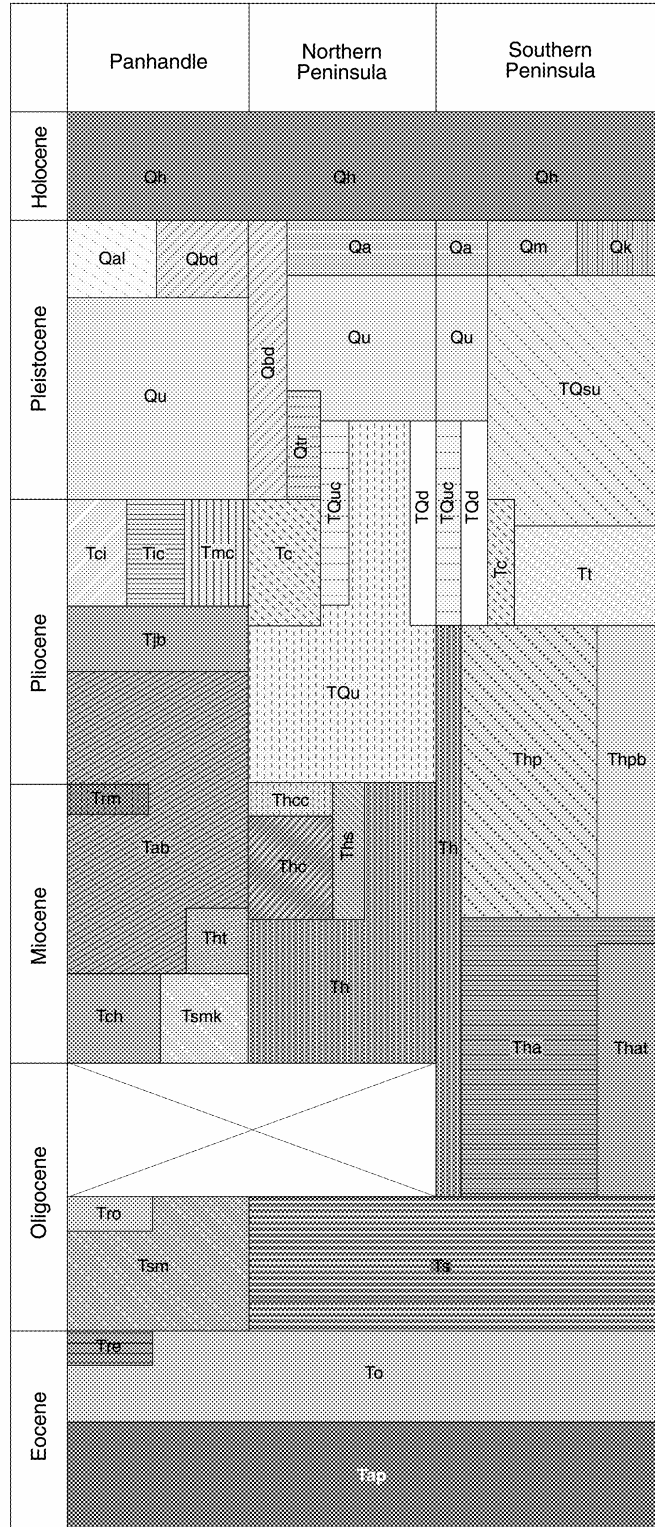 Panhandle
Northern
Peninsula
Southern
Peninsula
Holocene
Qh
Qh
Qh
Pleistocene
Qal
Qbd
Qbd
Qa
Qa
Qm
Qk
Qu
Qu
Qu
TQsu
Qtr
TQuc
TQd
TQuc
TQd
Pliocene
Tci
Tic
Tmc
Tc
Tc
Tt
Tjb
TQu
Thp
Thpb
Miocene
Trm
Tab
Thcc
Thc
Ths
Th
Tht
Th
Tch
Tsmk
Tha
That
Oligocene
Tro
Tsm
Ts
Eocene
Tre
To
Tap